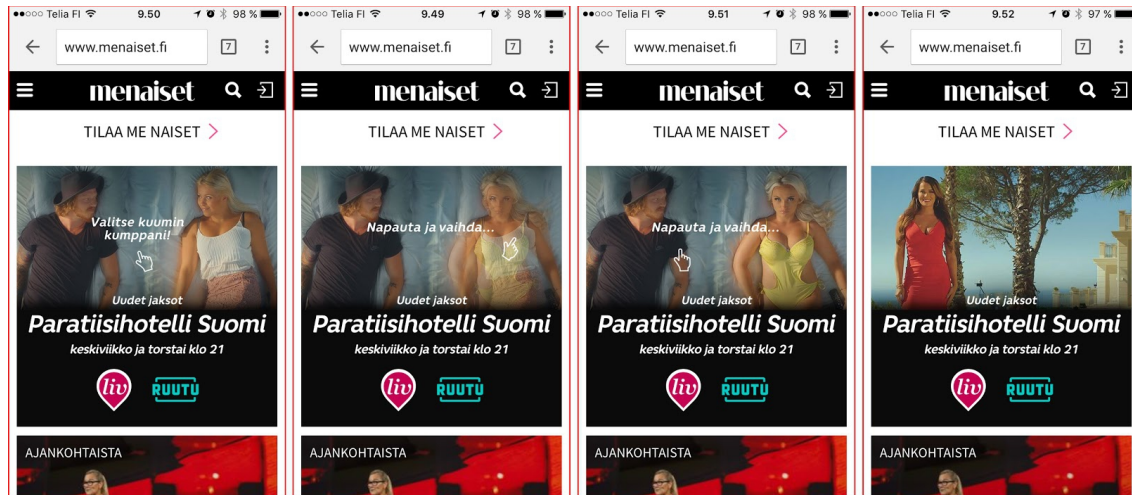 Telia FI 9.50 98 %
www.menaiset.fi 7
menaiset
TILAA ME NAISET
Valitse kuumin
kumppani!
Uudet jaksot
Paratiisihotelli Suomi
keskiviikko ja torstai klo 21
liv RUUTU
AJANKOHTAISTA
Telia FI 9.49 98 %
www.menaiset.fi 7
menaiset
TILAA ME NAISET
Napauta ja vaihda...
Uudet jaksot
Paratiisihotelli Suomi
keskiviikko ja torstai klo 21
liv RUUTU
AJANKOHTAISTA
Telia FI 9.51 98 %
www.menaiset.fi 7
menaiset
TILAA ME NAISET
Napauta ja vaihda...
Uudet jaksot
Paratiisihotelli Suomi
keskiviikko ja torstai klo 21
liv RUUTU
AJANKOHTAISTA
Telia FI 9.52 97 %
www.menaiset.fi 7
menaiset
TILAA ME NAISET
Uudet jaksot
Paratiisihotelli Suomi
keskiviikko ja torstai klo 21
liv RUUTU
AJANKOHTAISTA